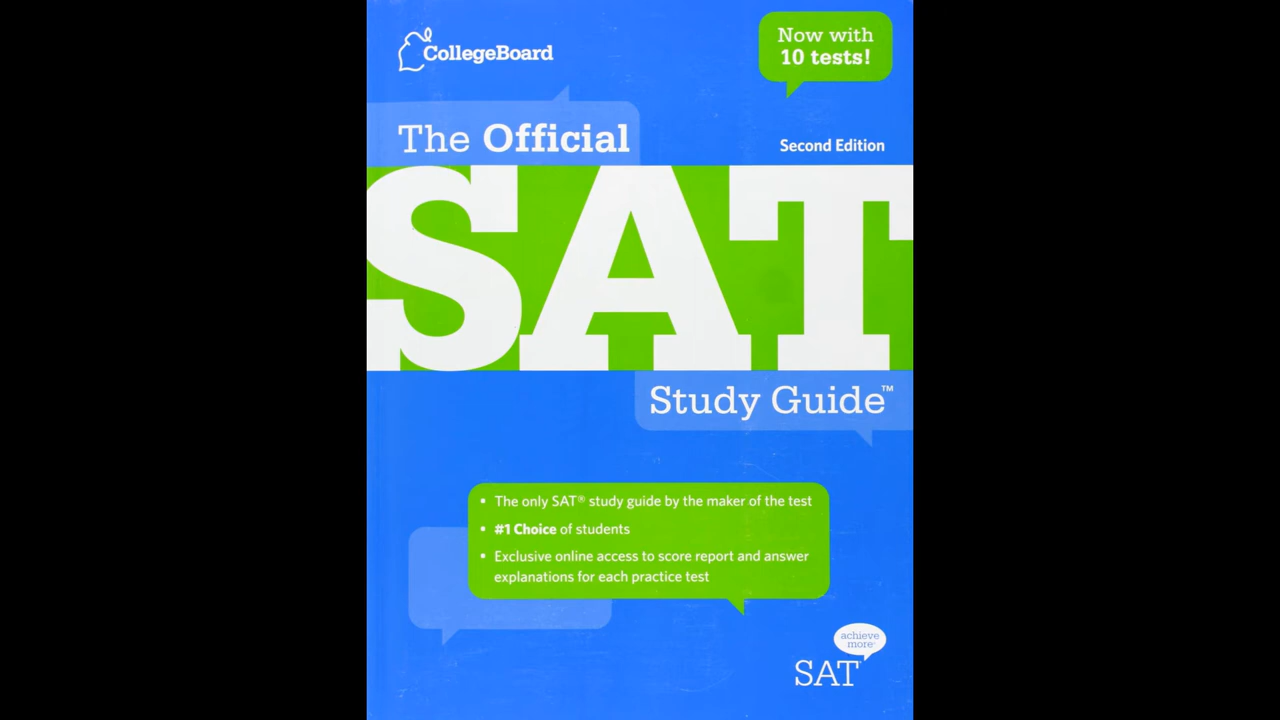 CollegeBoard
Now with
10 tests!
The Official
Second Edition
SAT
Study Guide™
• The only SAT® study guide by the maker of the test
• #1 Choice of students
• Exclusive online access to score report and answer
explanations for each practice test
achieve
more™
SAT®